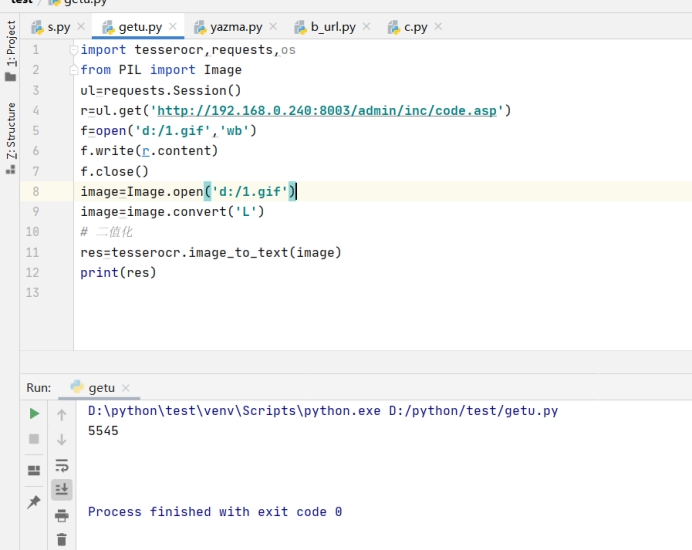 test getu.py
s.py getu.py yazma.py b_url.py c.py
1: Project
Z: Structure
1 import tesserocr,requests,os
2 from PIL import Image
3 ul=requests.Session()
4 r=ul.get('http://192.168.0.240:8003/admin/inc/code.asp')
5 f=open('d:/1.gif','wb')
6 f.write(r.content)
7 f.close()
8 image=Image.open('d:/1.gif')
9 image=image.convert('L')
10 # 二值化
11 res=tesserocr.image_to_text(image)
12 print(res)
13
Run: getu
D:\python\test\venv\Scripts\python.exe D:/python/test/getu.py
5545
Process finished with exit code 0